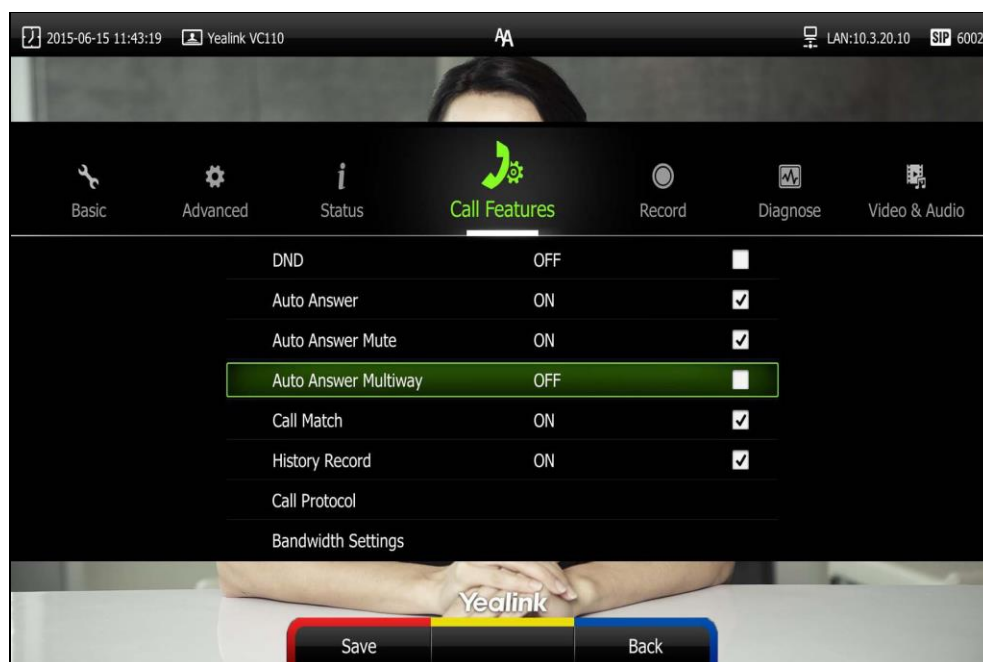 2015-06-15 11:43:19 Yealink VC110 AA LAN:10.3.20.10 SIP 6002
Basic Advanced Status Call Features Record Diagnose Video & Audio
DND OFF
Auto Answer ON
Auto Answer Mute ON
Auto Answer Multiway OFF
Call Match ON
History Record ON
Call Protocol
Bandwidth Settings
Yealink
Save Back